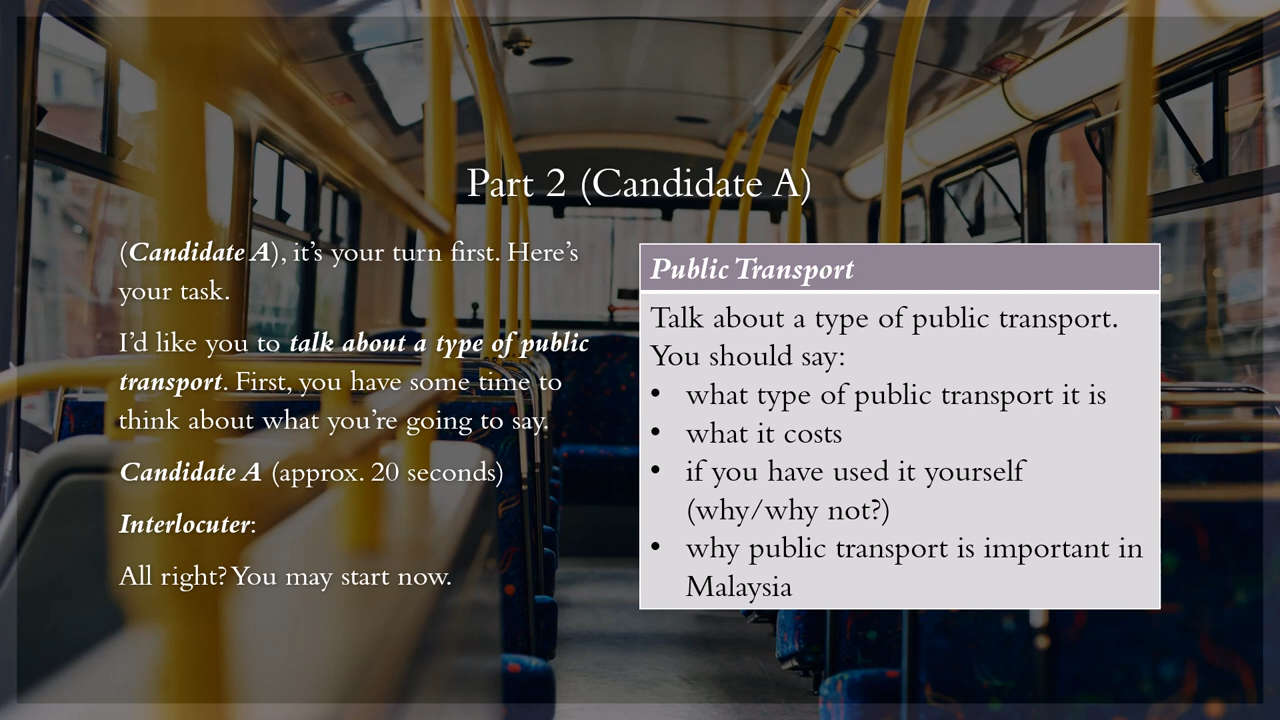 Part 2 (Candidate A)
(Candidate A), it’s your turn first. Here’s
your task.
I’d like you to talk about a type of public
transport. First, you have some time to
think about what you’re going to say.
Candidate A (approx. 20 seconds)
Interlocuter:
All right? You may start now.
Public Transport
Talk about a type of public transport.
You should say:
• what type of public transport it is
• what it costs
• if you have used it yourself
(why/why not?)
• why public transport is important in
Malaysia